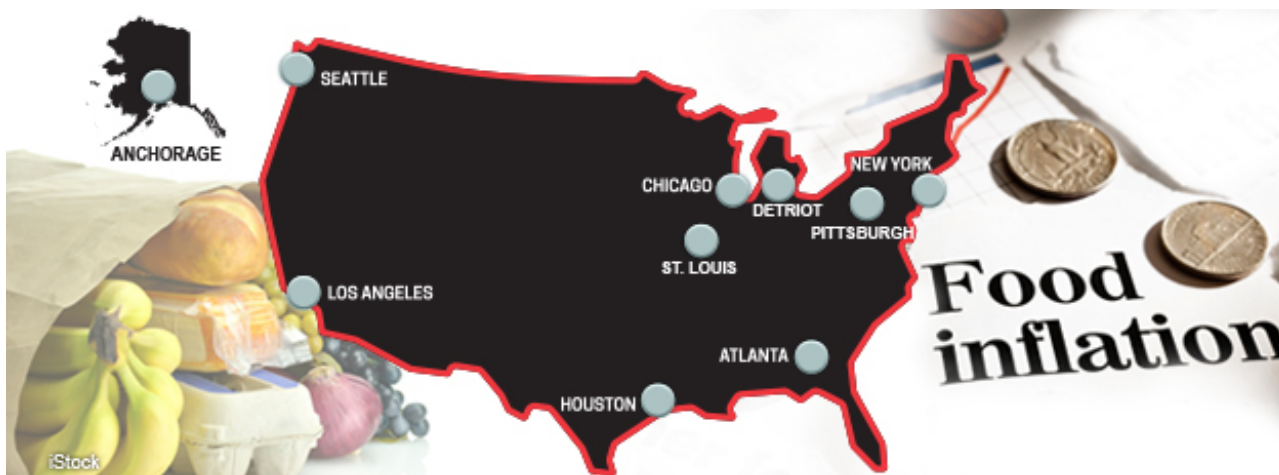 SEATTLE
ANCHORAGE
NEW YORK
CHICAGO
DETRIOT
PITTSBURGH
ST. LOUIS
LOS ANGELES
Food
inflation
ATLANTA
HOUSTON
iStock